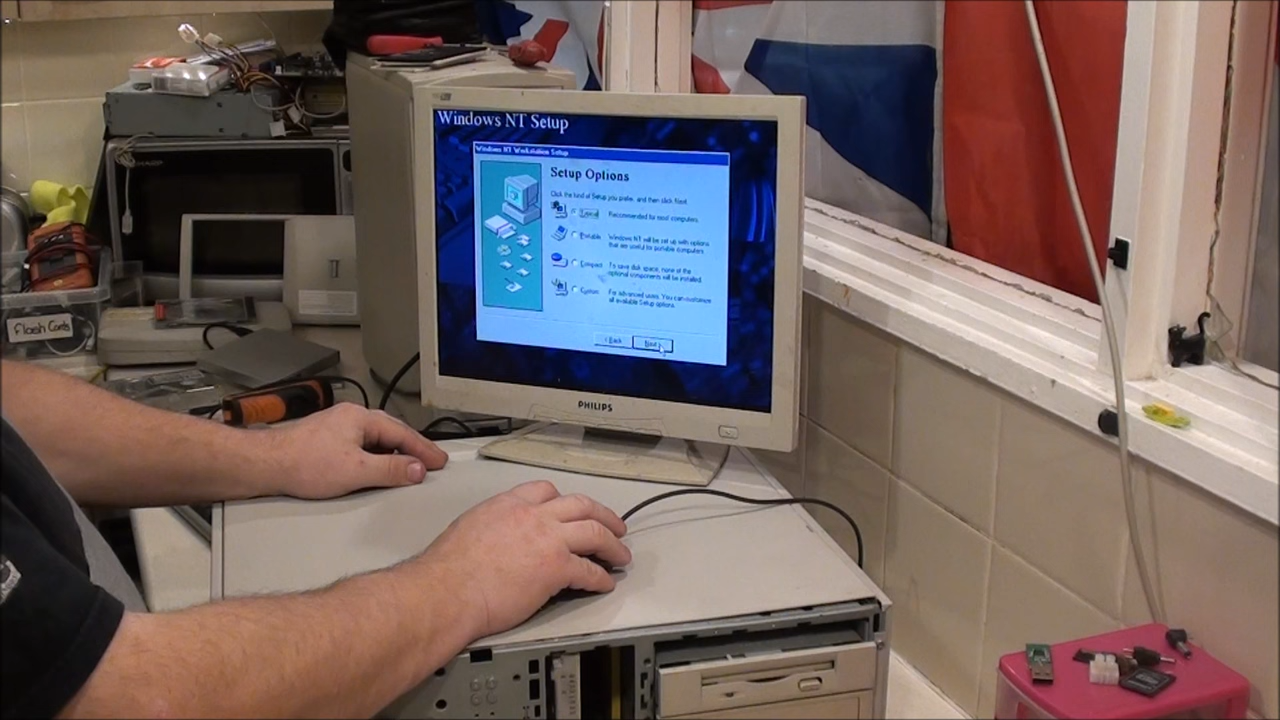 Windows NT Setup
Windows NT Workstation Setup
Setup Options
Click the kind of Setup you prefer, and then click Next.
Typical
Recommended for most computers.
Portable
Windows NT will be set up with options
that are useful for portable computers.
Compact
To save disk space, none of the
optional components will be installed.
Custom
For Advanced users. You can customize
all available Setup options.
< Back
Next >
PHILIPS
Flash Cards